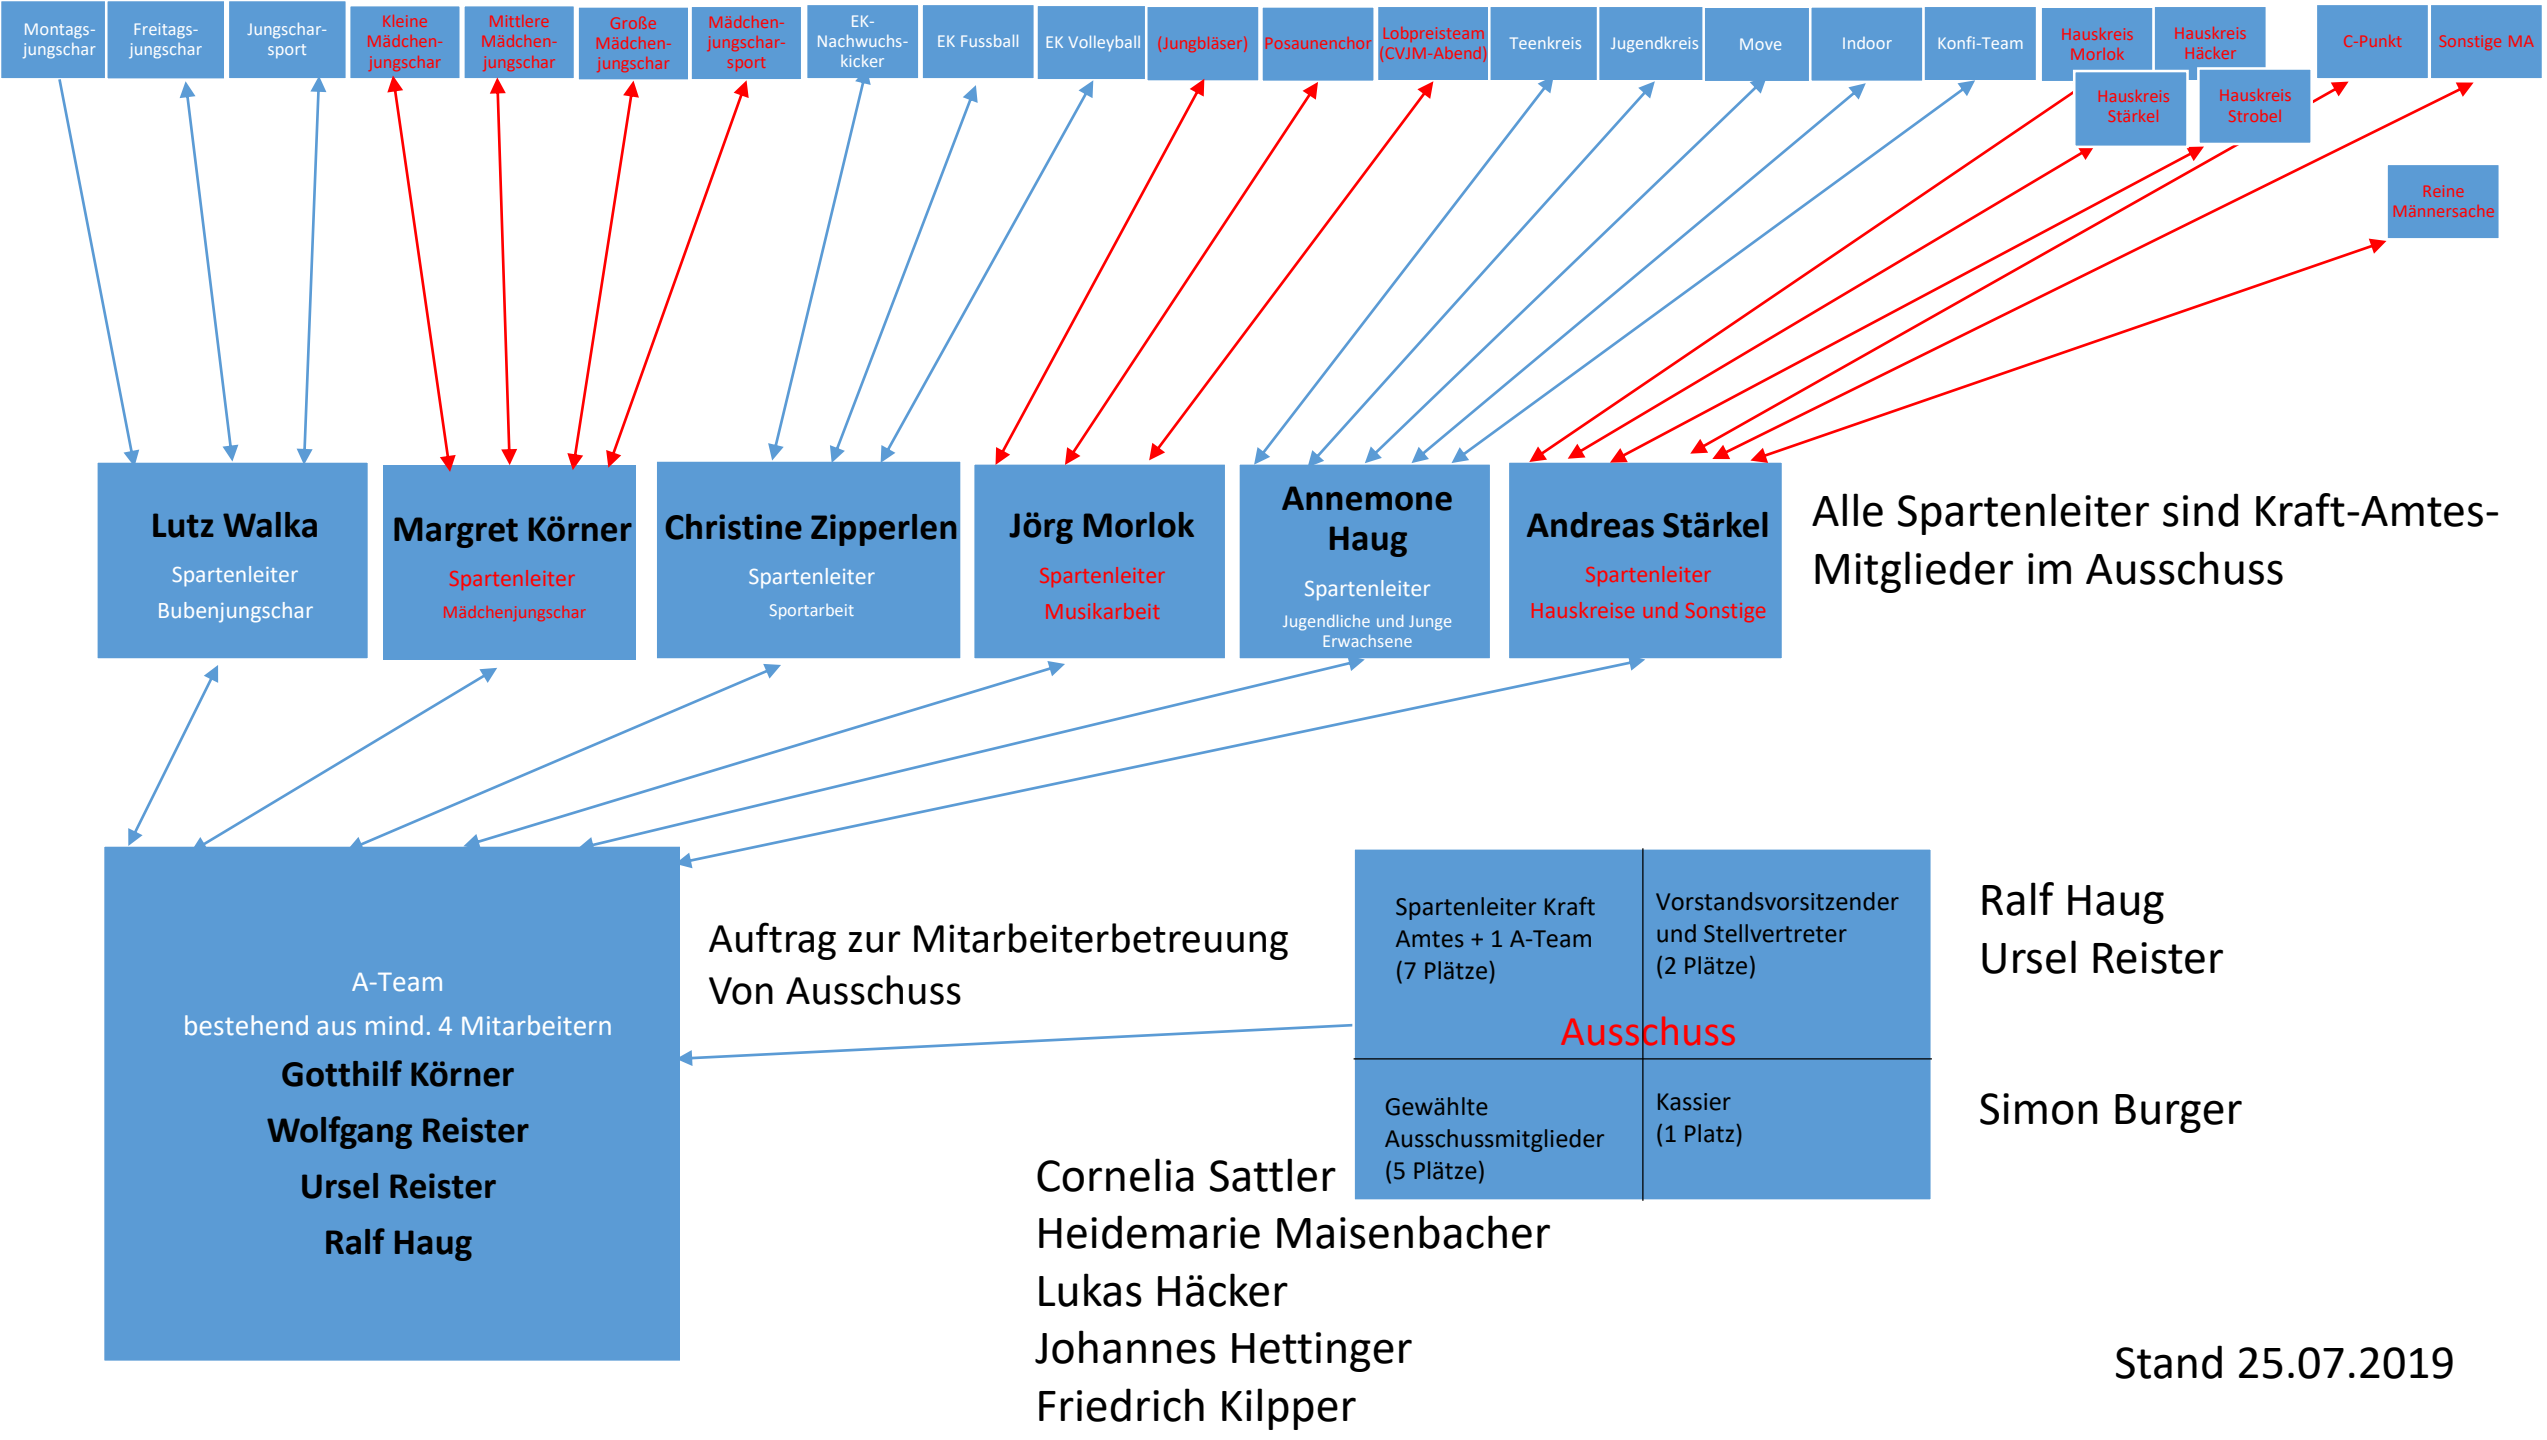 Montags-
jungschar
Freitags-
jungschar
Jungschar-
sport
Kleine
Mädchen-
jungschar
Mittlere
Mädchen-
jungschar
Große
Mädchen-
jungschar
Mädchen-
jungschar-
sport
EK-
Nachwuchs-
kicker
EK Fussball
EK Volleyball
(Jungbläser)
Posaunenchor
Lobpreisteam
(CVJM-Abend)
Teenkreis
Jugendkreis
Move
Indoor
Konfi-Team
Hauskreis
Morlok
Hauskreis
Häcker
C-Punkt
Sonstige MA
Hauskreis
Stärkel
Hauskreis
Strobel
Reine
Männersache
Lutz Walka
Spartenleiter
Bubenjungschar
Margret Körner
Spartenleiter
Mädchenjungschar
Christine Zipperlen
Spartenleiter
Sportarbeit
Jörg Morlok
Spartenleiter
Musikarbeit
Annemone
Haug
Spartenleiter
Jugendliche und Junge
Erwachsene
Andreas Stärkel
Spartenleiter
Hauskreise und Sonstige
Alle Spartenleiter sind Kraft-Amtes-
Mitglieder im Ausschuss
A-Team
bestehend aus mind. 4 Mitarbeitern
Gotthilf Körner
Wolfgang Reister
Ursel Reister
Ralf Haug
Auftrag zur Mitarbeiterbetreuung
Von Ausschuss
Spartenleiter Kraft
Amtes + 1 A-Team
(7 Plätze)
Vorstandsvorsitzender
und Stellvertreter
(2 Plätze)
Ausschuss
Gewählte
Ausschussmitglieder
(5 Plätze)
Kassier
(1 Platz)
Ralf Haug
Ursel Reister
Simon Burger
Cornelia Sattler
Heidemarie Maisenbacher
Lukas Häcker
Johannes Hettinger
Friedrich Kilpper
Stand 25.07.2019